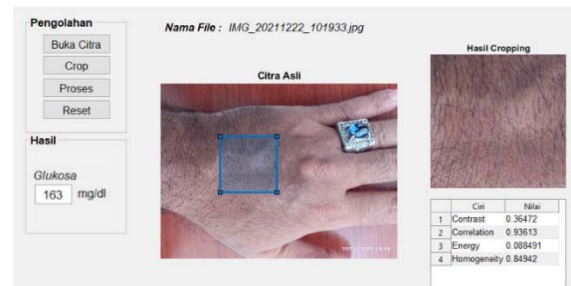 Pengolahan
Buka Citra
Crop
Proses
Reset
Hasil
Glukosa
163 mg/dl
Nama File : IMG_20211222_101933.jpg
Citra Asli
Hasil Cropping
Ciri Nilai
1 Contrast 0.36472
2 Correlation 0.93613
3 Energy 0.088491
4 Homogeneity 0.84942